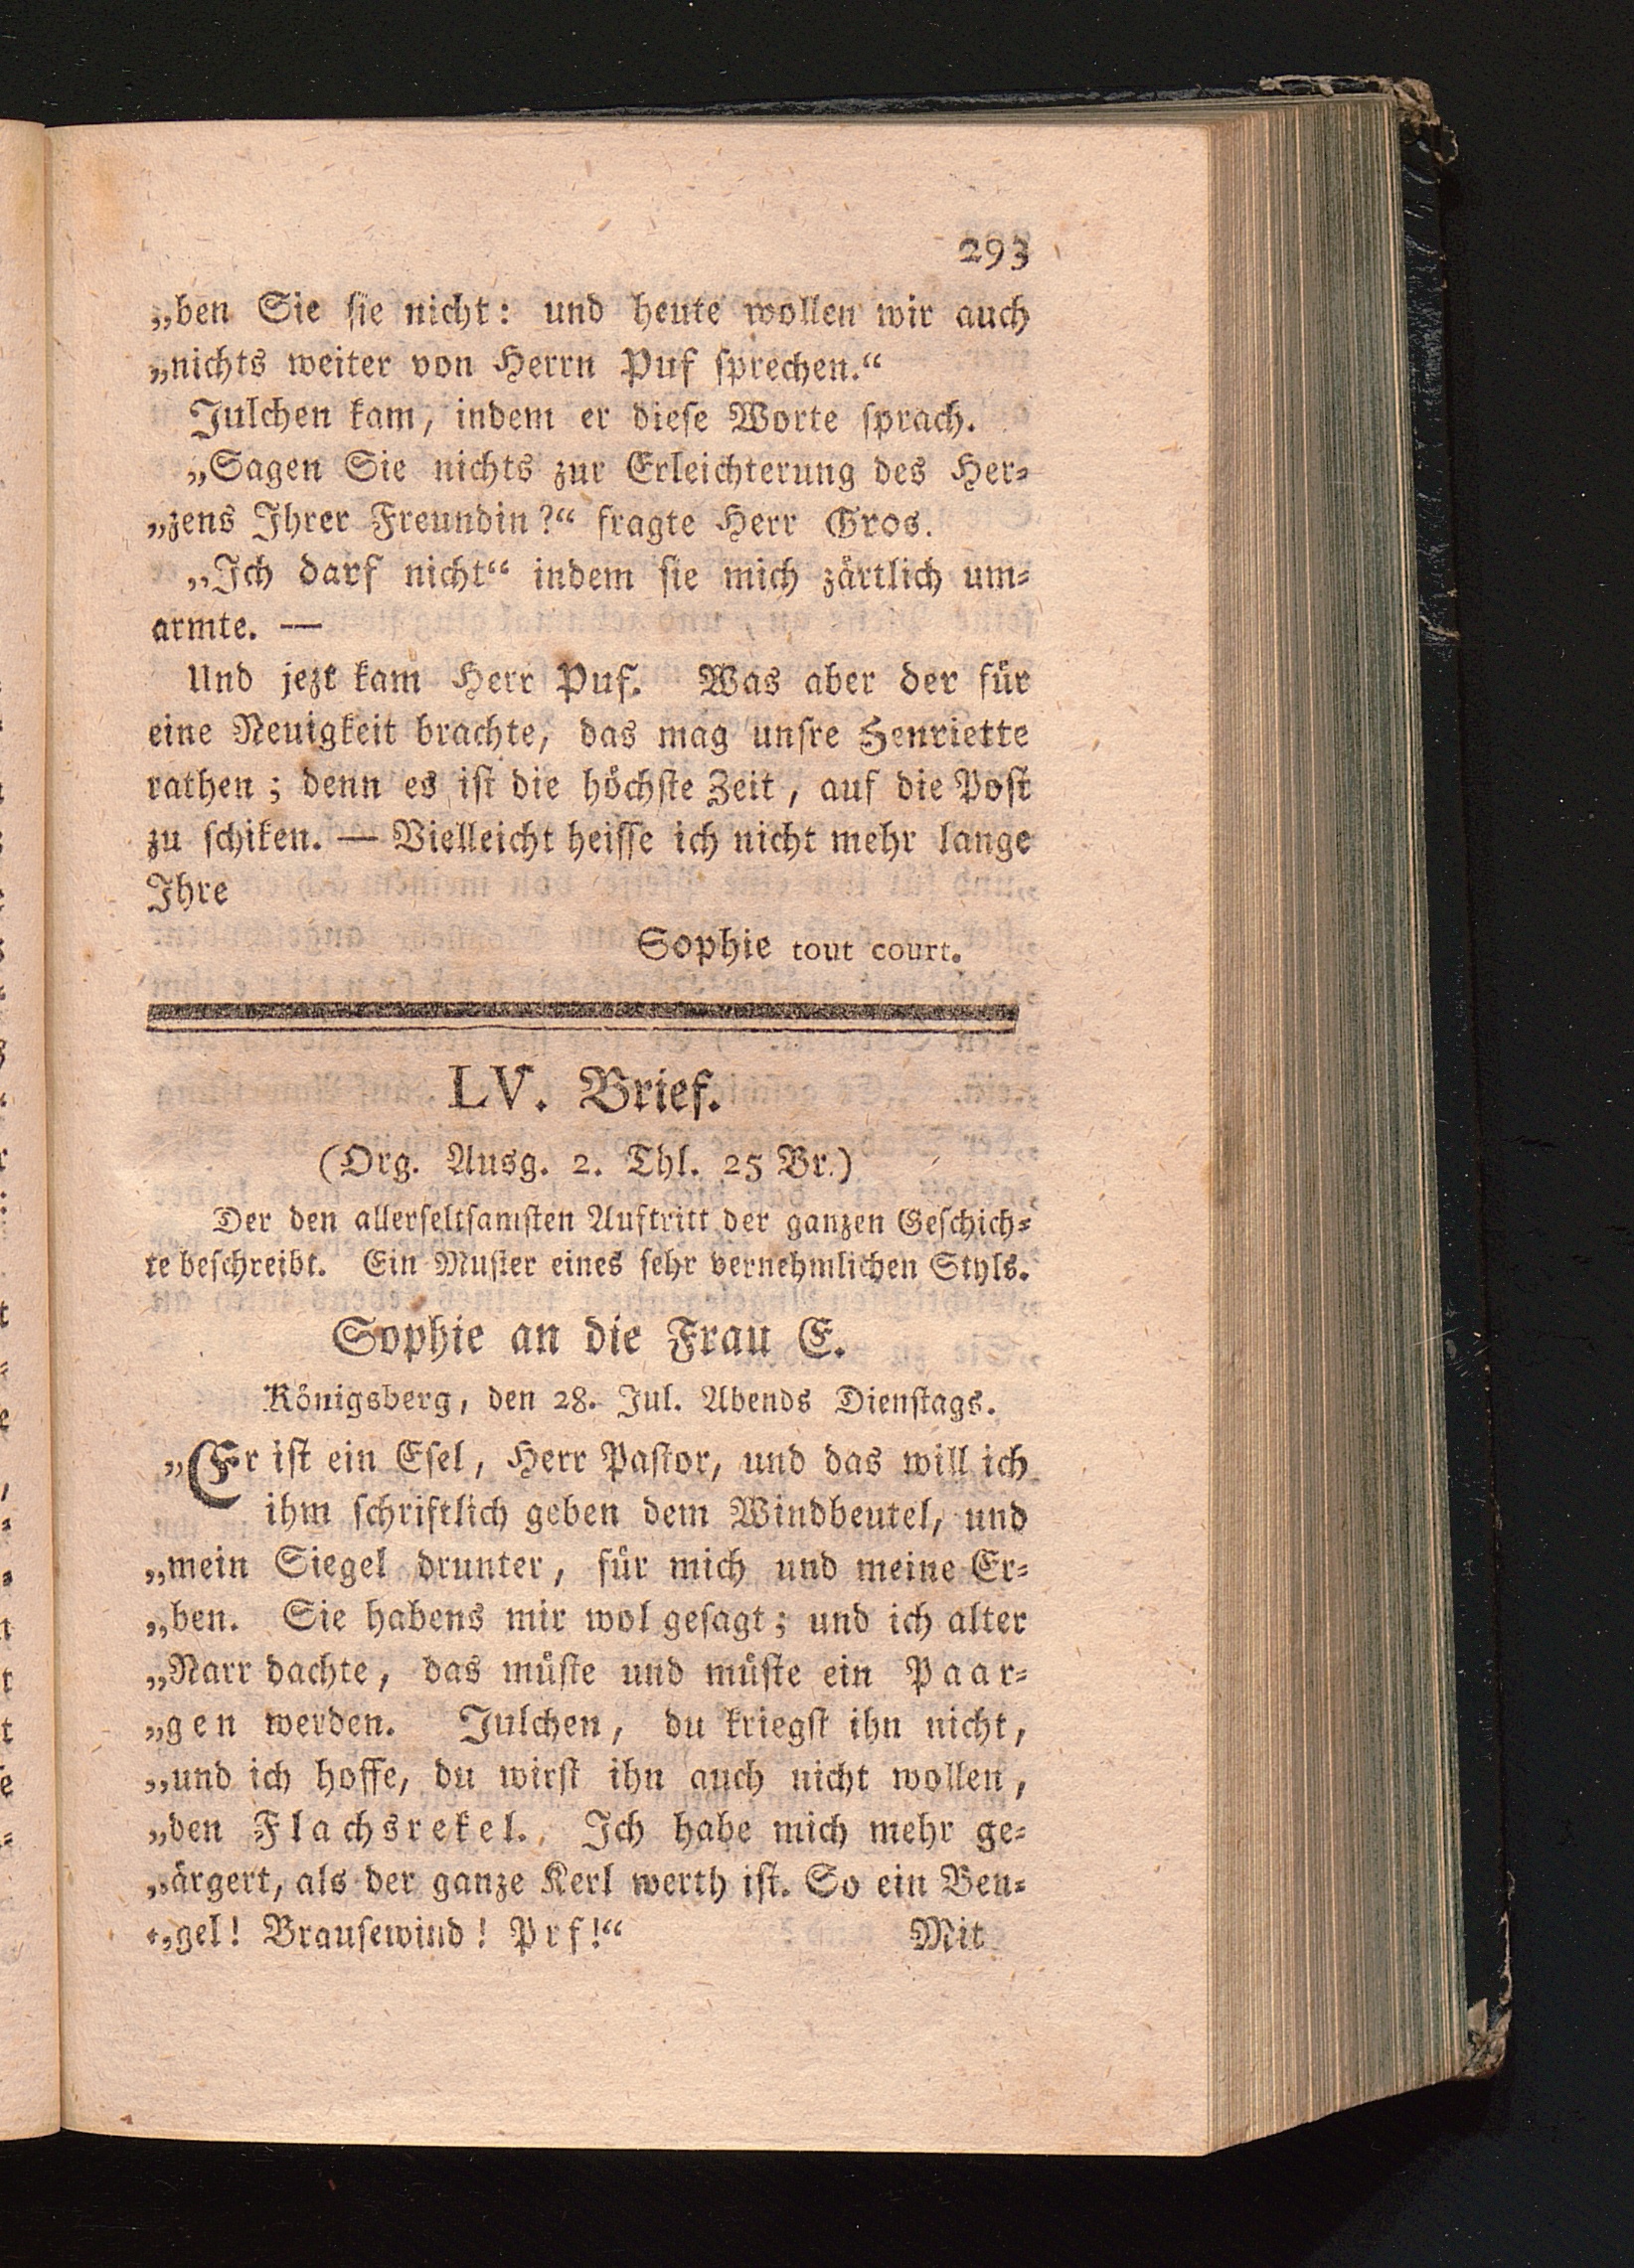 293
„ben Sie sie nicht: und heute wollen wir auch
„nichts weiter von Herrn Puf sprechen.“
Julchen kam, indem er diese Worte sprach.
„Sagen Sie nichts zur Erleichterung des Her⸗
„zens Ihrer Freundin?“ fragte Herr Gros.
„Ich darf nicht“ indem sie mich zärtlich um⸗
armte. —
Und jezt kam Herr Puf. Was aber der für
eine Neuigkeit brachte, das mag unsre Henriette
rathen; denn es ist die höchste Zeit, auf die Post
zu schiken. — Vielleicht heisse ich nicht mehr lange
Ihre
Sophie tout court.
LV. Brief.
(Org. Ausg. 2. Thl. 25 Br.)
Der den allerseltsamsten Auftritt der ganzen Geschich⸗
te beschreibt. Ein Muster eines sehr vernehmlichen Styls.
Sophie an die Frau E.
Königsberg, den 28. Jul. Abends Dienstags.
„Er ist ein Esel, Herr Pastor, und das will ich
ihm schriftlich geben dem Windbeutel, und
„mein Siegel drunter, für mich und meine Er⸗
„ben. Sie habens mir wol gesagt; und ich alter
„Narr dachte, das müste und müste ein Paar⸗
„gen werden. Julchen, du kriegst ihn nicht,
„und ich hoffe, du wirst ihn auch nicht wollen,
„den Flachsrekel. Ich habe mich mehr ge⸗
„ärgert, als der ganze Kerl werth ist. So ein Ben⸗
„gel! Brausewind! Prf!“ Mit